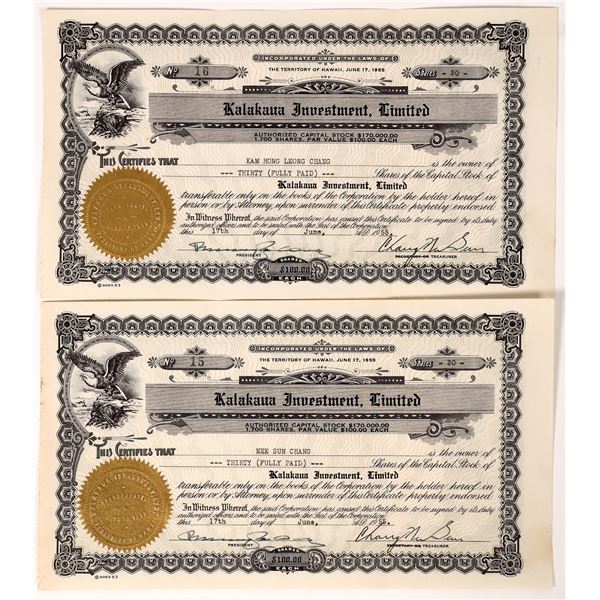 INCORPORATED UNDER THE LAWS OF
No 16
THE TERRITORY OF HAWAII, JUNE 17, 1955
Shares - 30 -
Kalakaua Investment, Limited
AUTHORIZED CAPITAL STOCK $170,000.00
1,700 SHARES, PAR VALUE $100.00 EACH
THIS CERTIFIES THAT KAM HONG LEONG CHANG is the owner of
--- THIRTY (FULLY PAID) --- Shares of the Capital Stock of
Kalakaua Investment, Limited
transferable only on the books of the Corporation by the holder hereof in
person or by Attorney, upon surrender of this Certificate properly endorsed.
In Witness Whereof, the said Corporation has caused this Certificate to be signed by its duly
authorized officers and to be sealed with the Seal of the Corporation
this 17th day of June, 1955.
PRESIDENT
SECRETARY OR TREASURER
SHARES
$100.00
EACH
INCORPORATED UNDER THE LAWS OF
No 15
THE TERRITORY OF HAWAII, JUNE 17, 1955
Shares - 30 -
Kalakaua Investment, Limited
AUTHORIZED CAPITAL STOCK $170,000.00
1,700 SHARES, PAR VALUE $100.00 EACH
THIS CERTIFIES THAT NEE SUN CHANG is the owner of
--- THIRTY (FULLY PAID) --- Shares of the Capital Stock of
Kalakaua Investment, Limited
transferable only on the books of the Corporation by the holder hereof in
person or by Attorney, upon surrender of this Certificate properly endorsed.
In Witness Whereof, the said Corporation has caused this Certificate to be signed by its duly
authorized officers and to be sealed with the Seal of the Corporation
this 17th day of June, 1955.
PRESIDENT
SECRETARY OR TREASURER
SHARES
$100.00
EACH